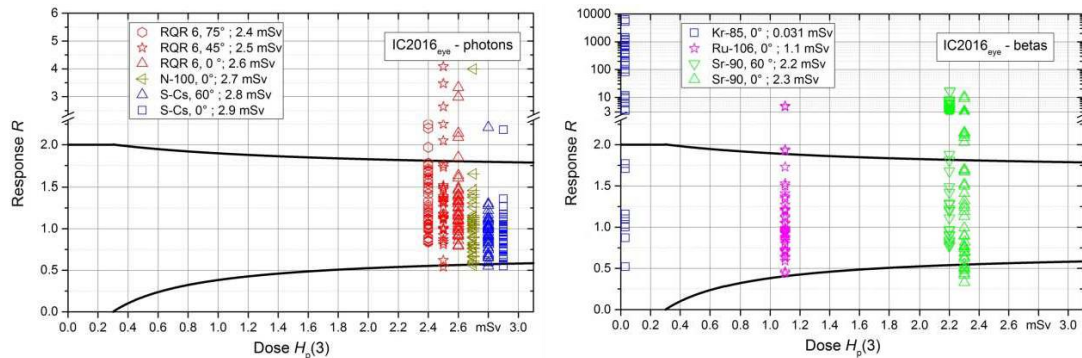 RQR 6, 75° ; 2.4 mSv
RQR 6, 45° ; 2.5 mSv
RQR 6, 0° ; 2.6 mSv
N-100, 0° ; 2.7 mSv
S-Cs, 60° ; 2.8 mSv
S-Cs, 0° ; 2.9 mSv
IC2016eye - photons
6
5
4
3
2.0
1.5
1.0
0.5
0.0
Response R
0.0 0.2 0.4 0.6 0.8 1.0 1.2 1.4 1.6 1.8 2.0 2.2 2.4 2.6 mSv 3.0
Dose Hp(3)
Kr-85, 0° ; 0.031 mSv
Ru-106, 0° ; 1.1 mSv
Sr-90, 60° ; 2.2 mSv
Sr-90, 0° ; 2.3 mSv
IC2016eye - betas
10000
5000
1000
500
100
50
10
3
2.0
1.5
1.0
0.5
0.0
Response R
0.0 0.2 0.4 0.6 0.8 1.0 1.2 1.4 1.6 1.8 2.0 2.2 2.4 2.6 mSv 3.0
Dose Hp(3)